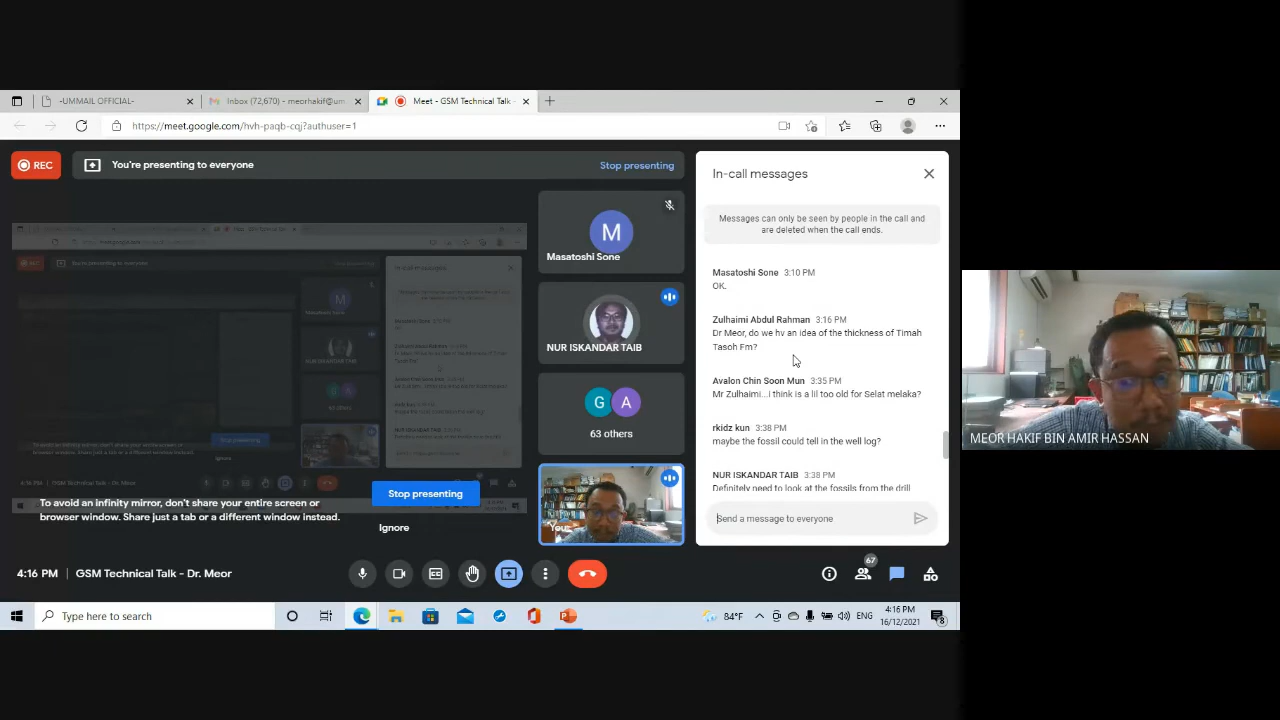 -UMMAIL OFFICIAL-
Inbox (72,670) - meorhakif@um
Meet - GSM Technical Talk -
https://meet.google.com/hvh-paqb-cqj?authuser=1
REC
You're presenting to everyone
Stop presenting
Masatoshi Sone
M
NUR ISKANDAR TAIB
G
A
63 others
You
To avoid an infinity mirror, don't share your entire screen or
browser window. Share just a tab or a different window instead.
Stop presenting
Ignore
In-call messages
Messages can only be seen by people in the call and
are deleted when the call ends.
Masatoshi Sone 3:10 PM
OK.
Zulhaimi Abdul Rahman 3:16 PM
Dr Meor, do we hv an idea of the thickness of Timah
Tasoh Fm?
Avalon Chin Soon Mun 3:35 PM
Mr Zulhaimi...i think is a lil too old for Selat melaka?
rkidz kun 3:38 PM
maybe the fossil could tell in the well log?
NUR ISKANDAR TAIB 3:38 PM
Definitely need to look at the fossils from the drill
Send a message to everyone
4:16 PM | GSM Technical Talk - Dr. Meor
67
Type here to search
84°F
ENG
4:16 PM
16/12/2021
8
MEOR HAKIF BIN AMIR HASSAN